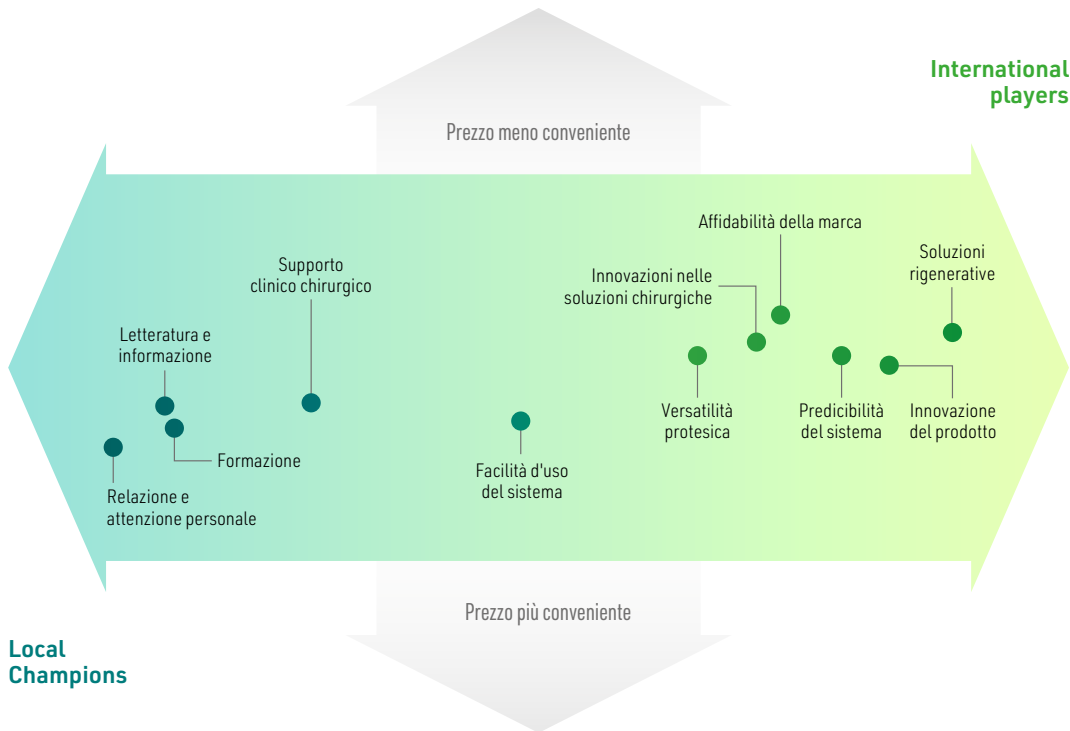 International
players
Prezzo meno conveniente
Affidabilità della marca
Soluzioni
rigenerative
Supporto
clinico chirurgico
Innovazioni nelle
soluzioni chirurgiche
Letteratura e
informazione
Versatilità
protesica
Predicibilità
del sistema
Innovazione
del prodotto
Formazione
Facilità d'uso
del sistema
Relazione e
attenzione personale
Prezzo più conveniente
Local
Champions